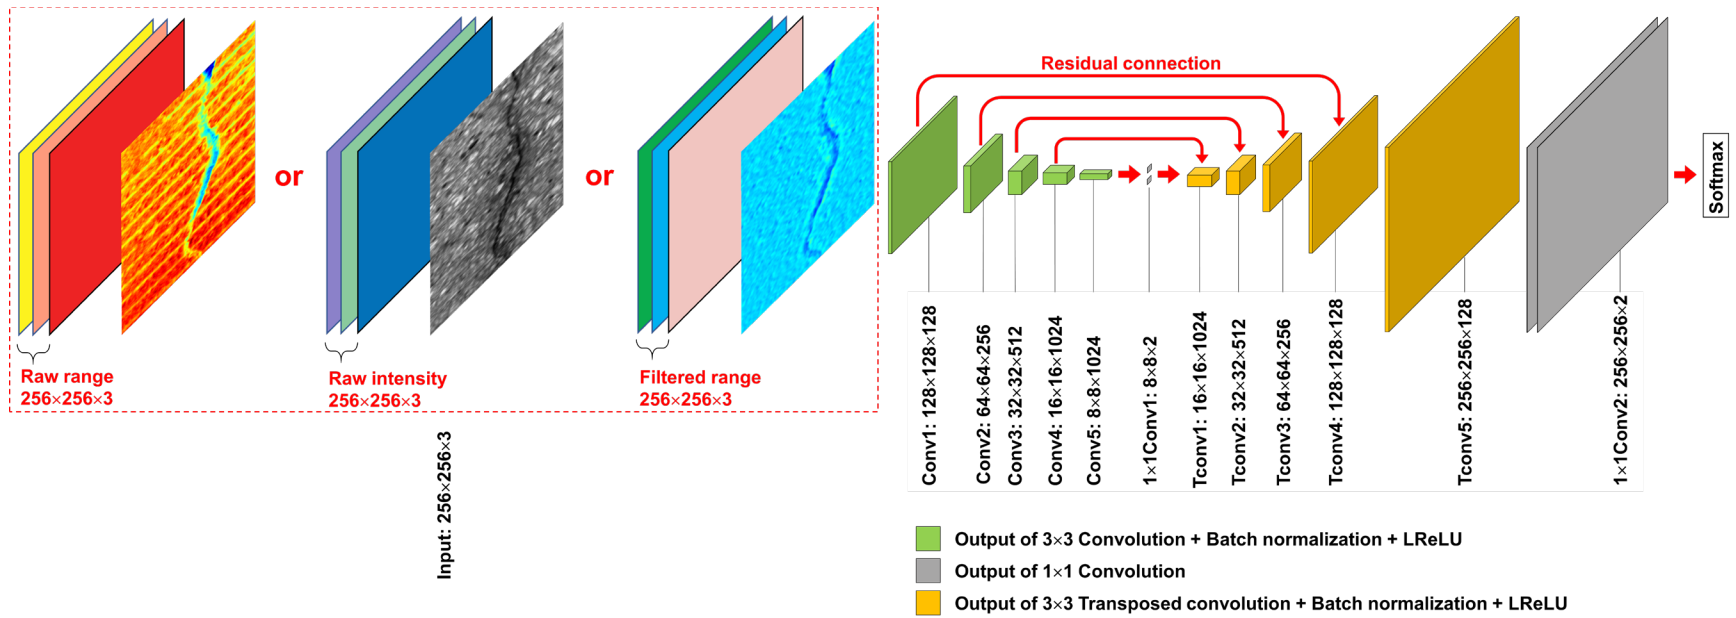 or
or
Raw range
256×256×3
Raw intensity
256×256×3
Filtered range
256×256×3
Input: 256×256×3
Residual connection
Softmax
Conv1: 128×128×128
Conv2: 64×64×256
Conv3: 32×32×512
Conv4: 16×16×1024
Conv5: 8×8×1024
1×1Conv1: 8×8×2
Tconv1: 16×16×1024
Tconv2: 32×32×512
Tconv3: 64×64×256
Tconv4: 128×128×128
Tconv5: 256×256×128
1×1Conv2: 256×256×2
Output of 3×3 Convolution + Batch normalization + LReLU
Output of 1×1 Convolution
Output of 3×3 Transposed convolution + Batch normalization + LReLU